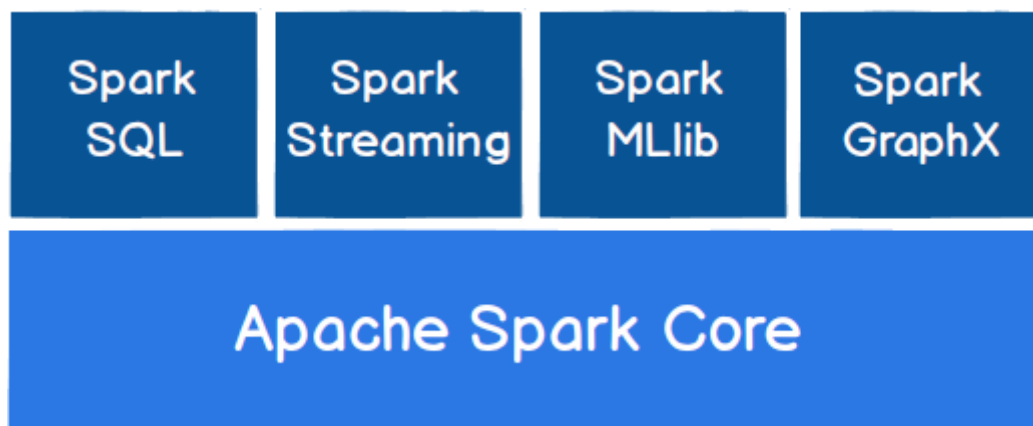 Spark
SQL
Spark
Streaming
Spark
MLlib
Spark
GraphX
Apache Spark Core